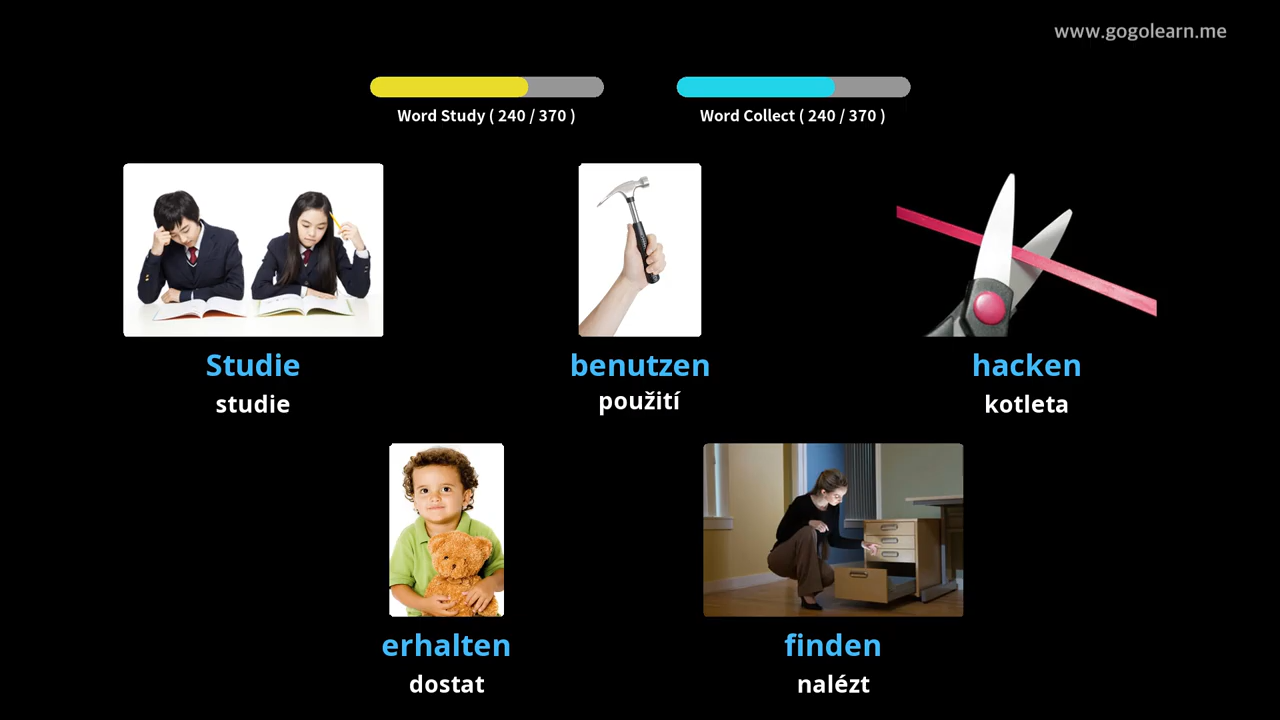 www.gogolearn.me
Word Study ( 240 / 370 )
Word Collect ( 240 / 370 )
Studie
studie
benutzen
použití
hacken
kotleta
erhalten
dostat
finden
nalézt